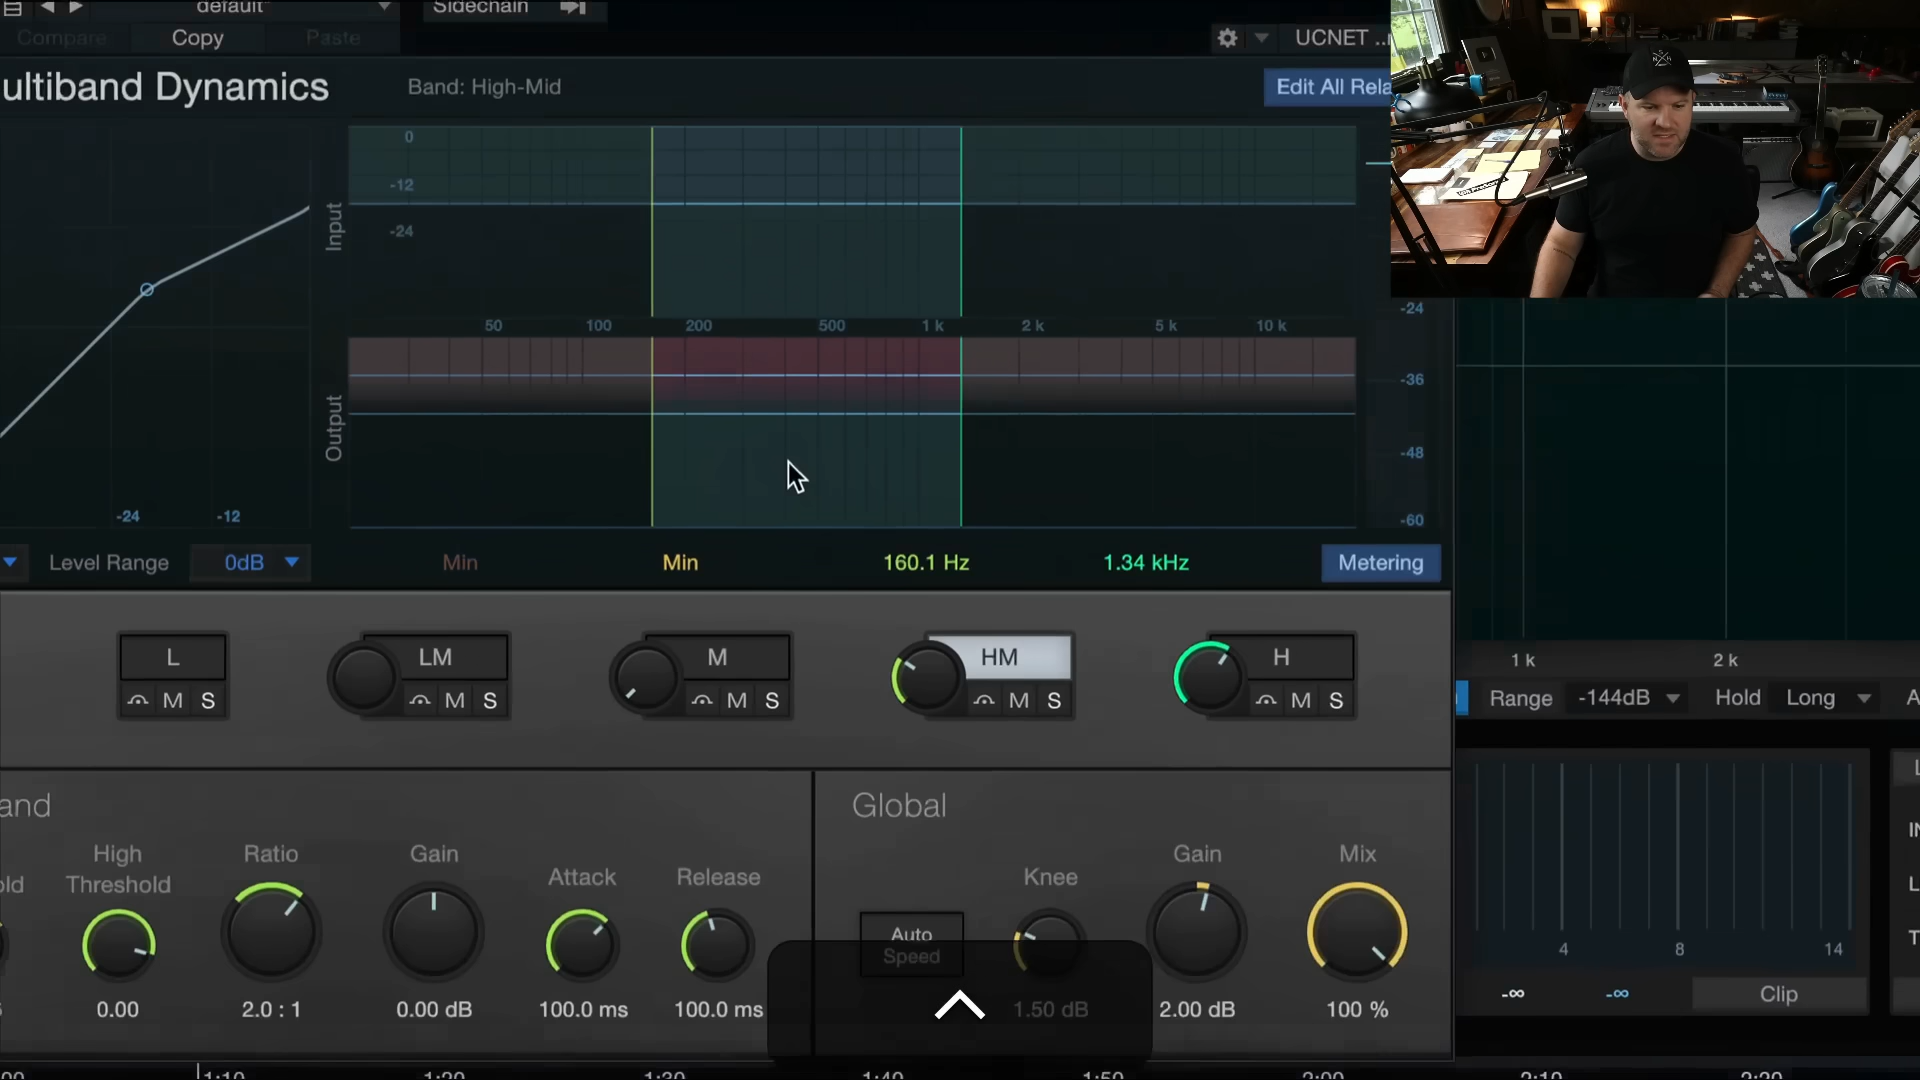 default
Sidechain
Compare
Copy
Paste
UCNET ..
ultiband Dynamics
Band: High-Mid
Edit All Rela
0
-12
-24
Input
50
100
200
500
1 k
2 k
5 k
10 k
-24
-36
-48
-60
Output
-24
-12
Level Range
0dB
Min
Min
160.1 Hz
1.34 kHz
Metering
L
M S
LM
M S
M
M S
HM
M S
H
M S
1 k
2 k
Range
-144dB
Hold
Long
A
and
Global
High
Threshold
Ratio
Gain
Attack
Release
Auto
Speed
Knee
Gain
Mix
0.00
2.0 : 1
0.00 dB
100.0 ms
100.0 ms
1.50 dB
2.00 dB
100 %
4
8
14
-∞
-∞
Clip
L
IN
L
T
1:10
1:20
1:30
1:40
1:50
2:00
2:10
2:20